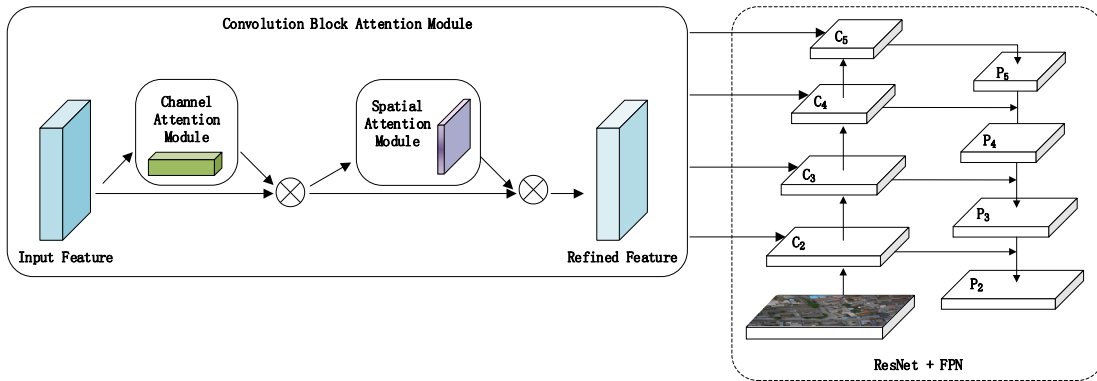 Convolution Block Attention Module
Channel
Attention
Module
Spatial
Attention
Module
Input Feature
Refined Feature
C5
C4
C3
C2
P5
P4
P3
P2
ResNet + FPN